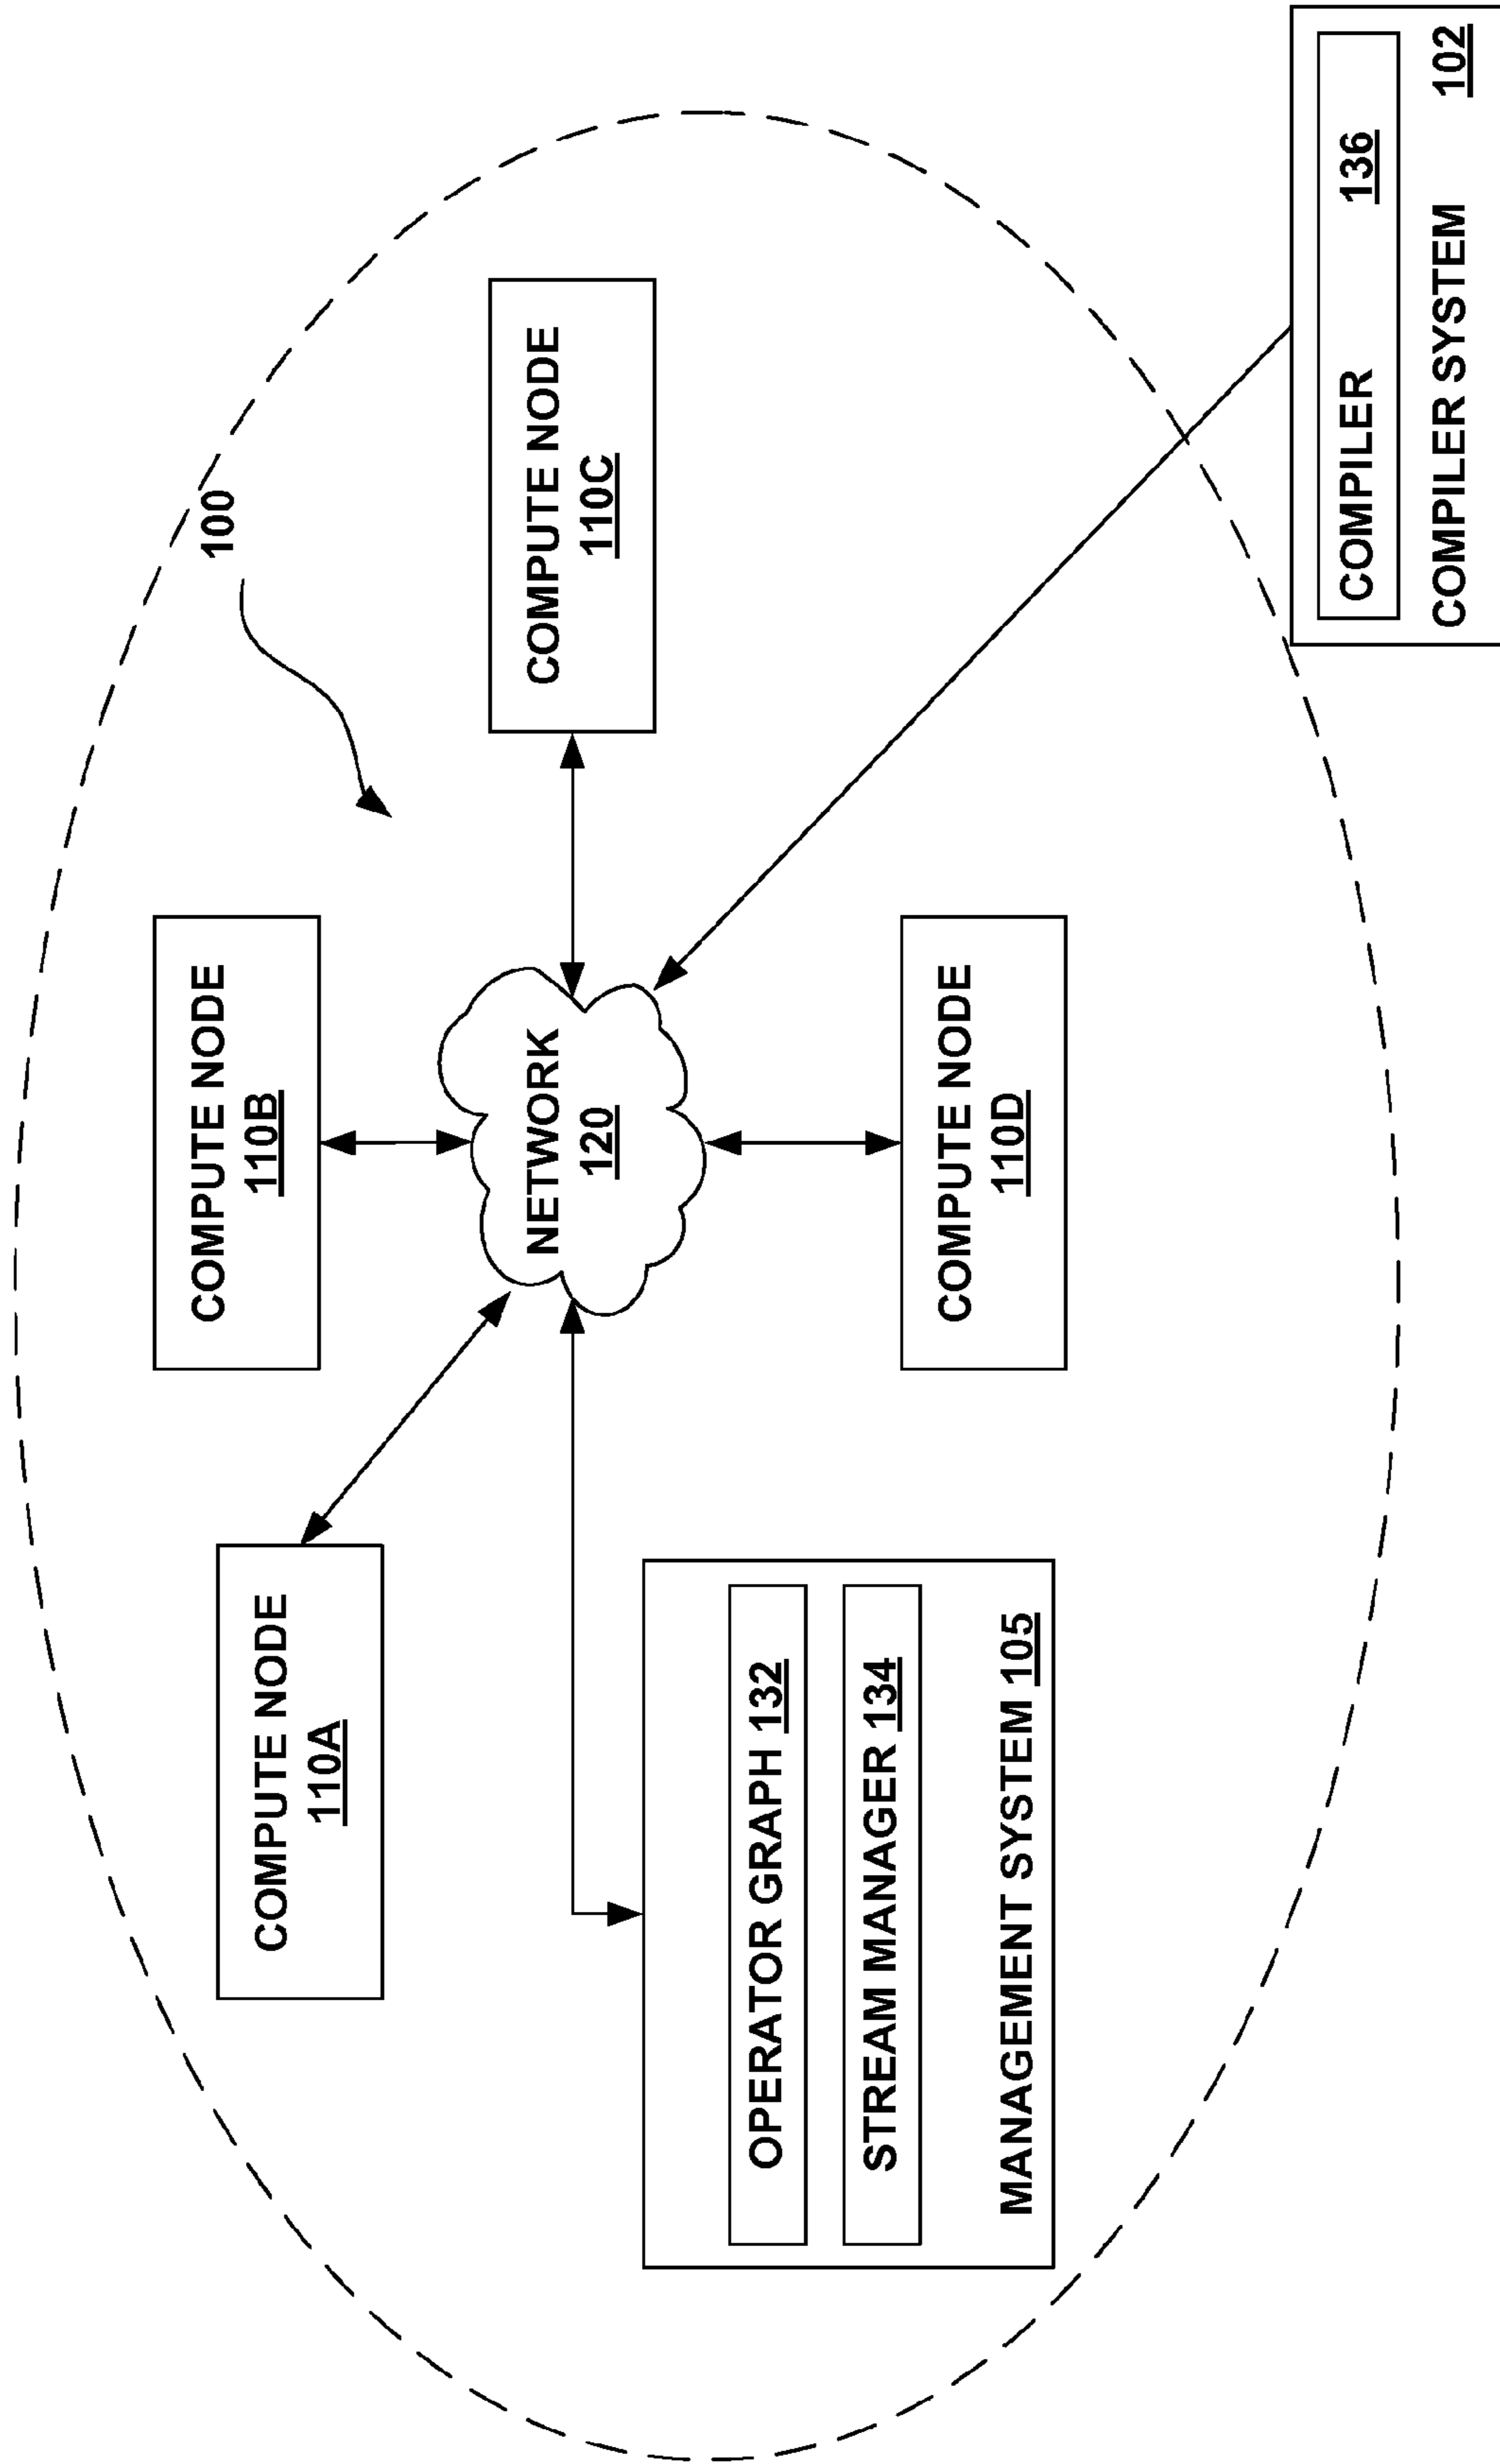 100
COMPUTE NODE
110B
COMPUTE NODE
110A
COMPUTE NODE
110C
NETWORK
120
OPERATOR GRAPH 132
STREAM MANAGER 134
MANAGEMENT SYSTEM 105
COMPUTE NODE
110D
COMPILER 136
COMPILER SYSTEM 102